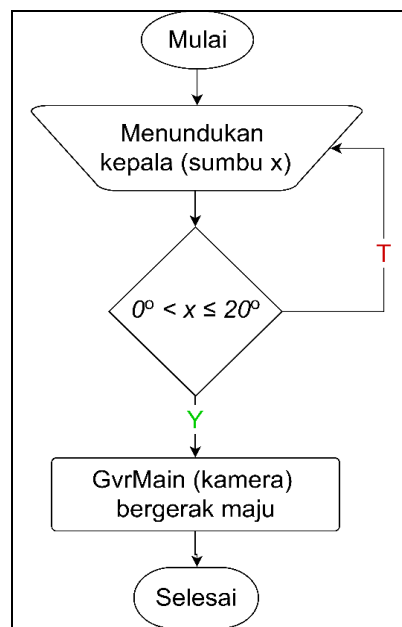 Mulai
Menundukan
kepala (sumbu x)
T
0° < x ≤ 20°
Y
GvrMain (kamera)
bergerak maju
Selesai